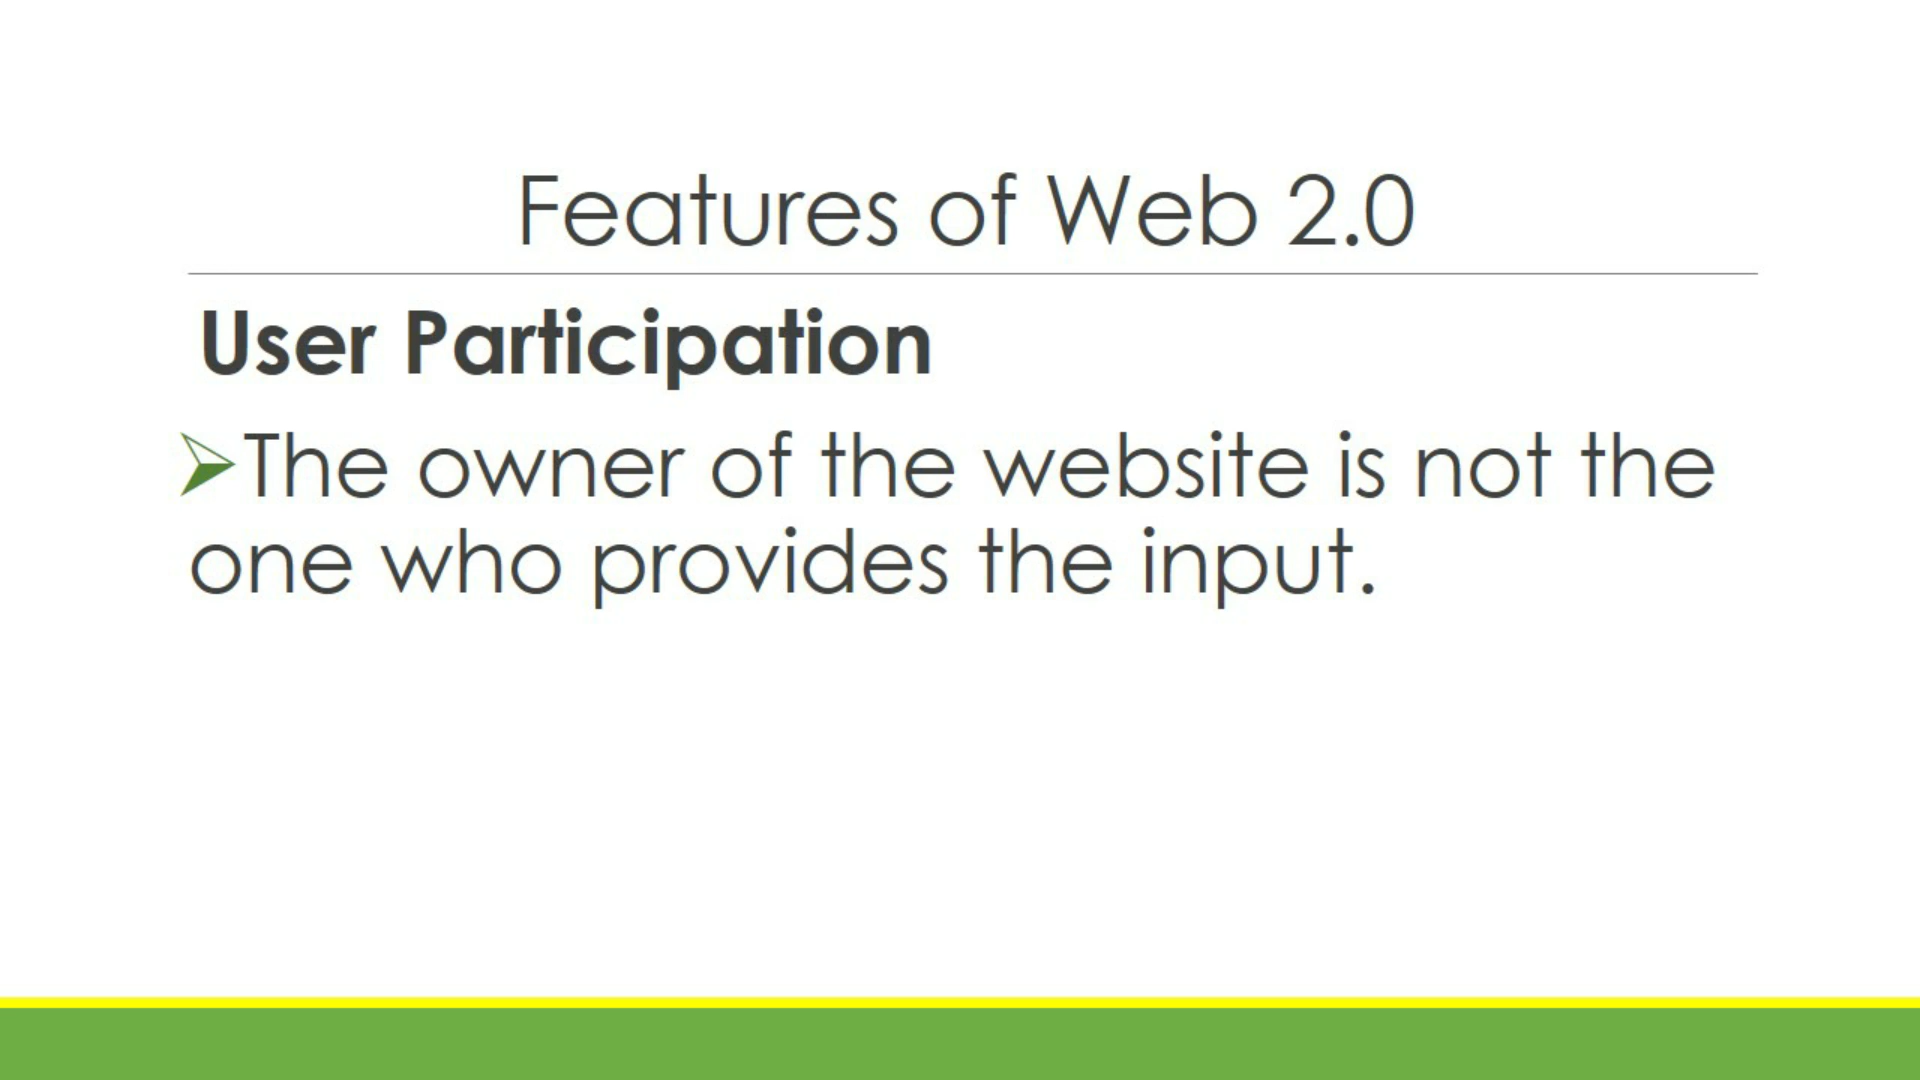 Features of Web 2.0
User Participation
The owner of the website is not the
one who provides the input.